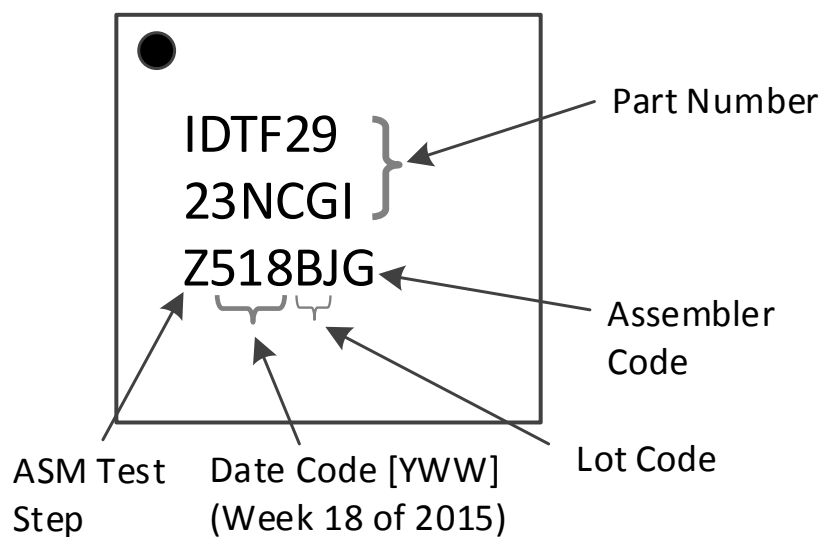 IDTF29
23NCGI
Z518BJG
Part Number
Assembler
Code
Lot Code
ASM Test
Step
Date Code [YWW]
(Week 18 of 2015)